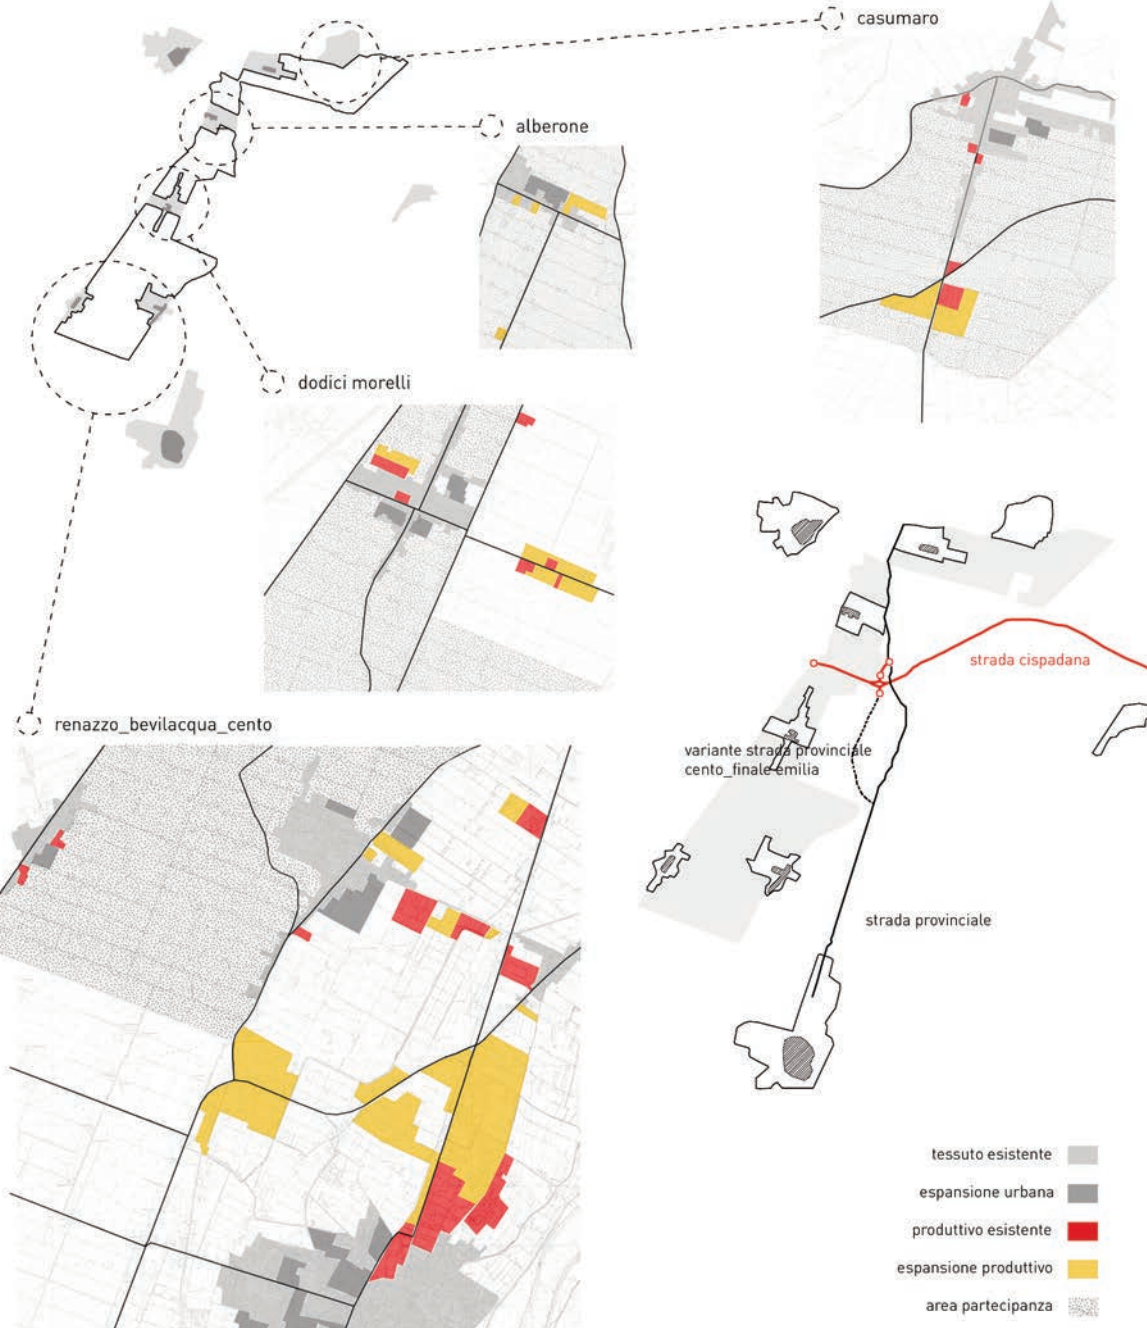 casumaro
alberone
dodici morelli
renazzo_bevilacqua_cento
strada cispadana
variante strada provinciale
cento_finale emilia
strada provinciale
tessuto esistente
espansione urbana
produttivo esistente
espansione produttivo
area partecipanza